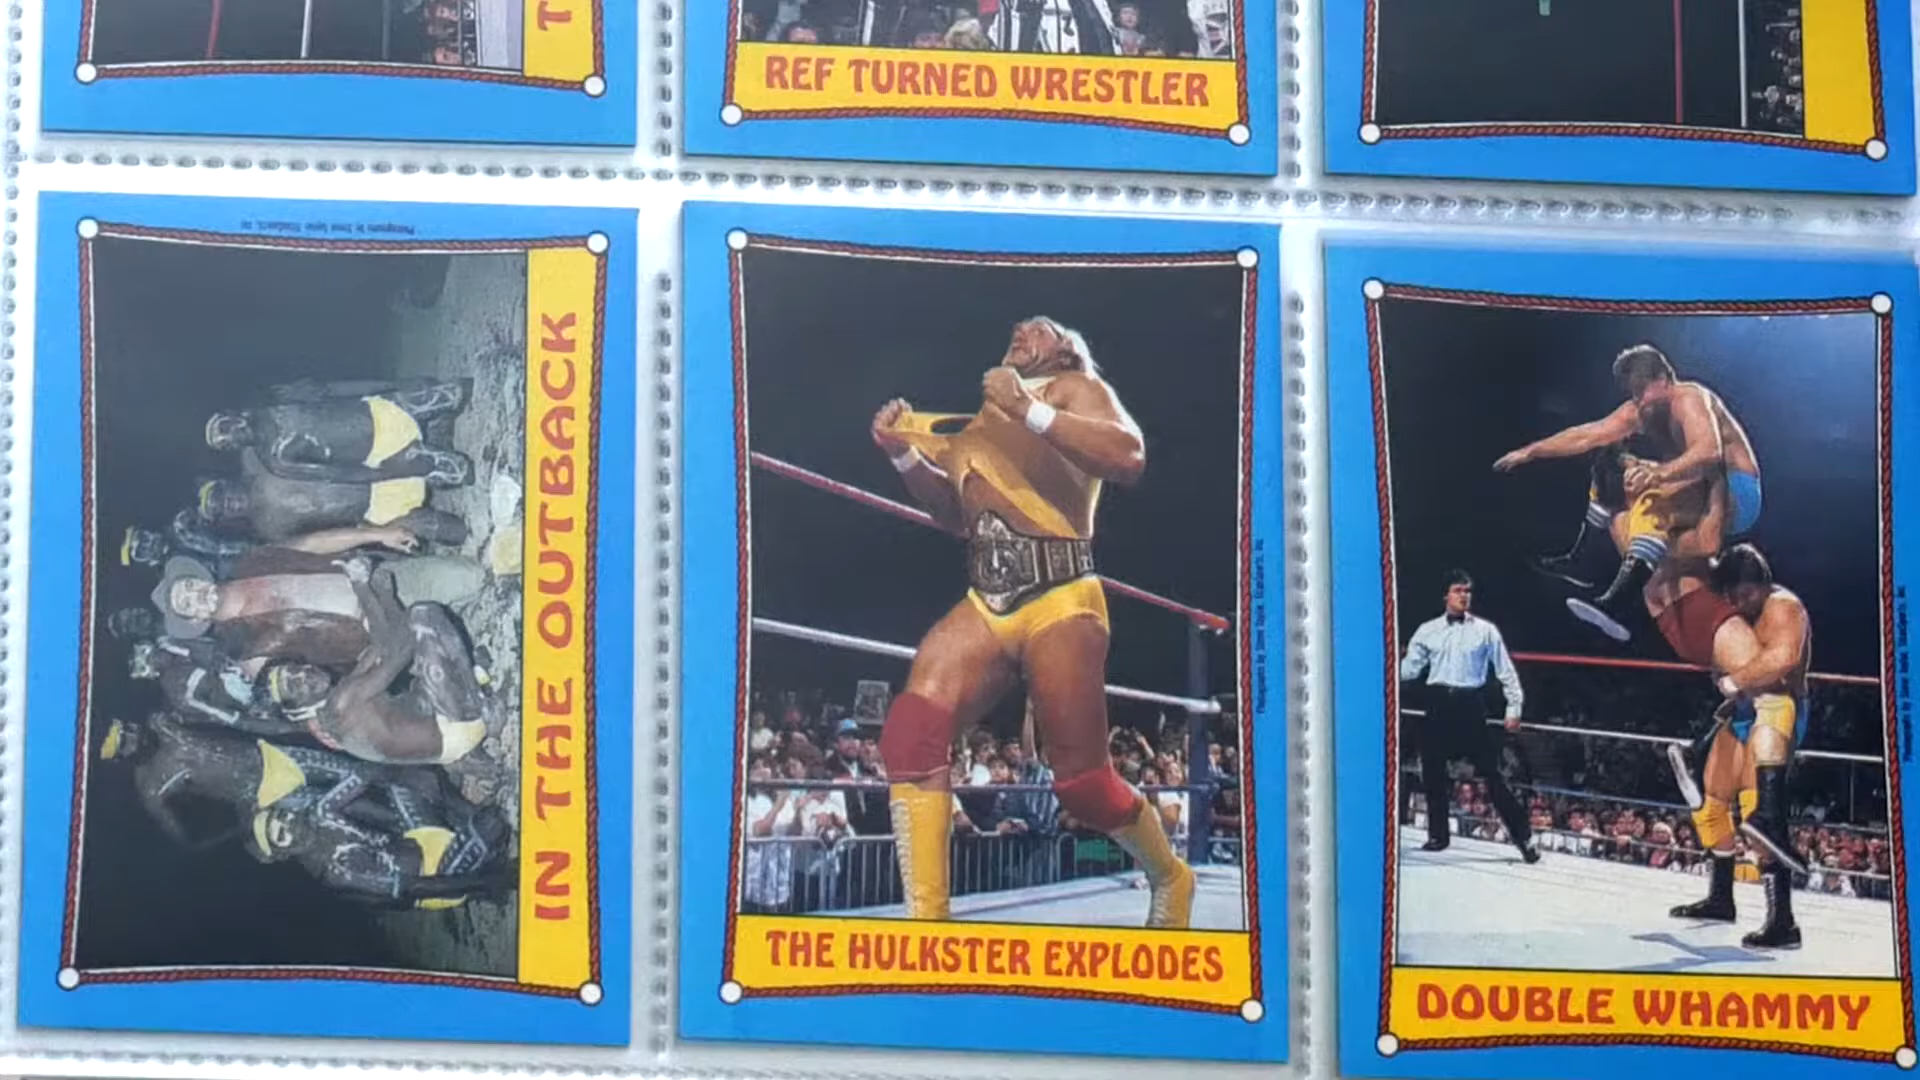 T
REF TURNED WRESTLER
IN THE OUTBACK
THE HULKSTER EXPLODES
DOUBLE WHAMMY